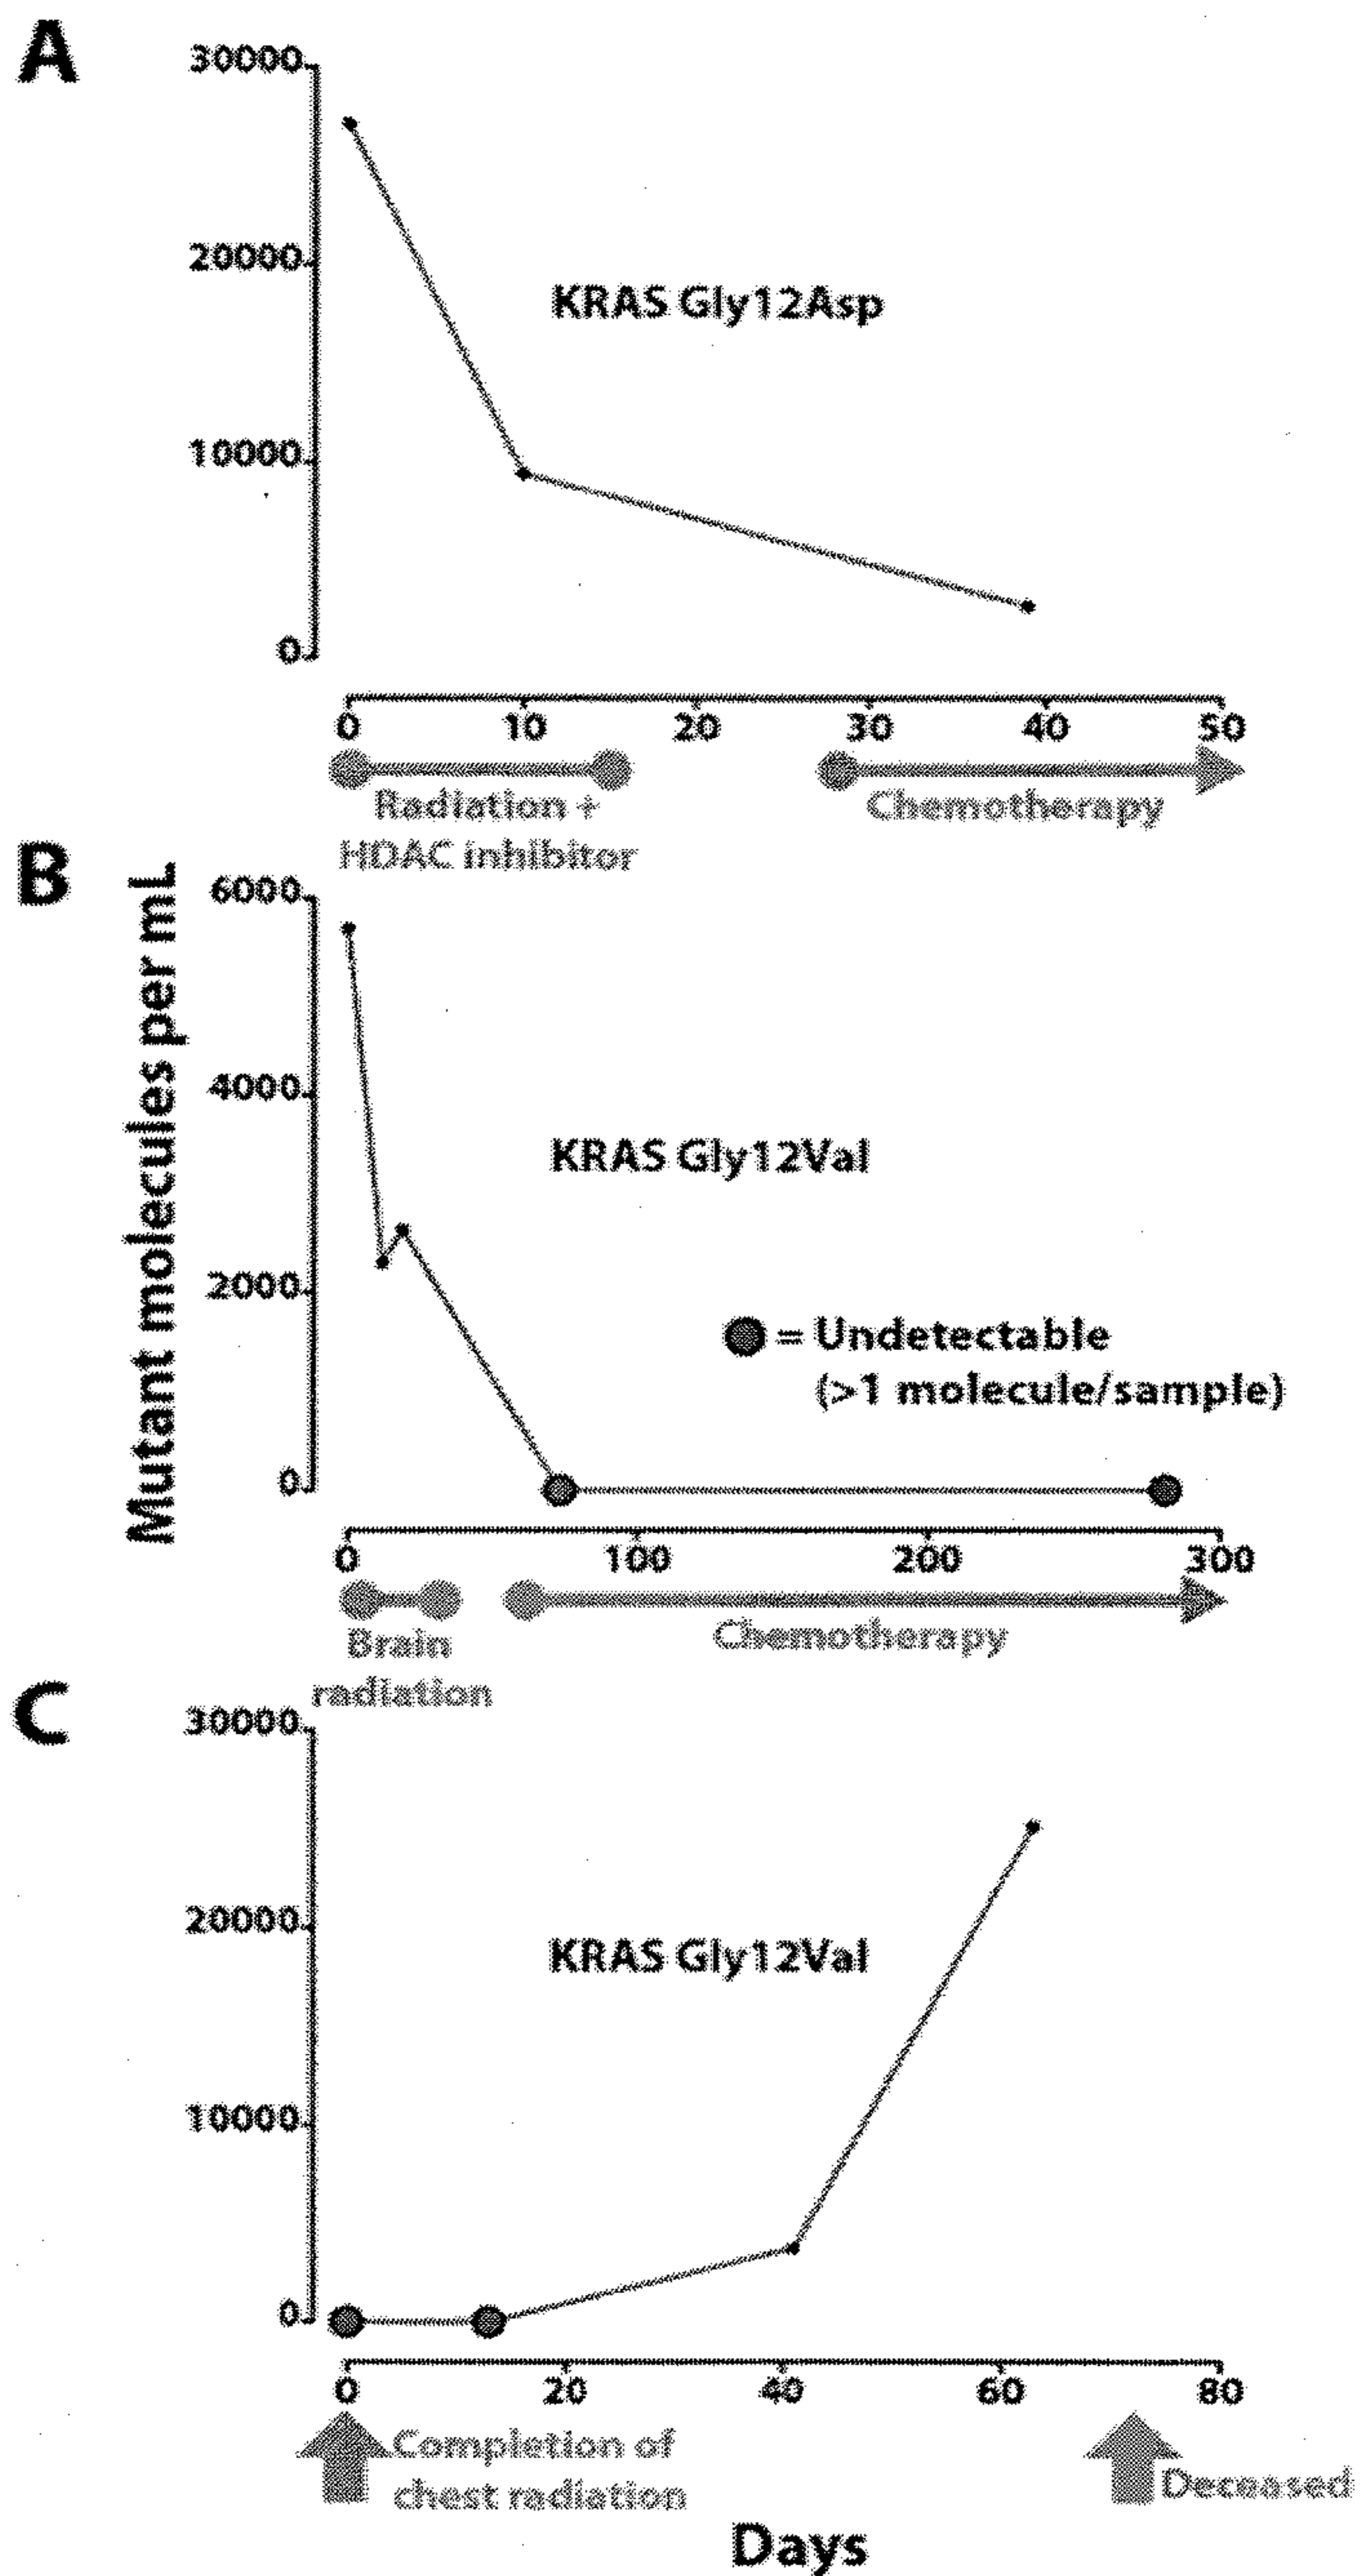 A
30000
20000
10000
0
KRAS Gly12Asp
0 10 20 30 40 50
Radiation +
HDAC inhibitor
Chemotherapy
B
Mutant molecules per mL
6000
4000
2000
0
KRAS Gly12Val
= Undetectable
(>1 molecule/sample)
0 100 200 300
Brain
radiation
Chemotherapy
C
30000
20000
10000
0
KRAS Gly12Val
0 20 40 60 80
Completion of
chest radiation
Deceased
Days